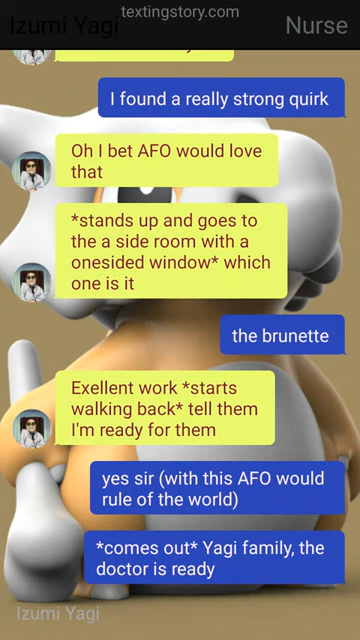 textingstory.com
Izumi Yagi
Nurse
I found a really strong quirk
Oh I bet AFO would love
that
*stands up and goes to
the a side room with a
onesided window* which
one is it
the brunette
Exellent work *starts
walking back* tell them
I'm ready for them
yes sir (with this AFO would
rule of the world)
*comes out* Yagi family, the
doctor is ready
Izumi Yagi